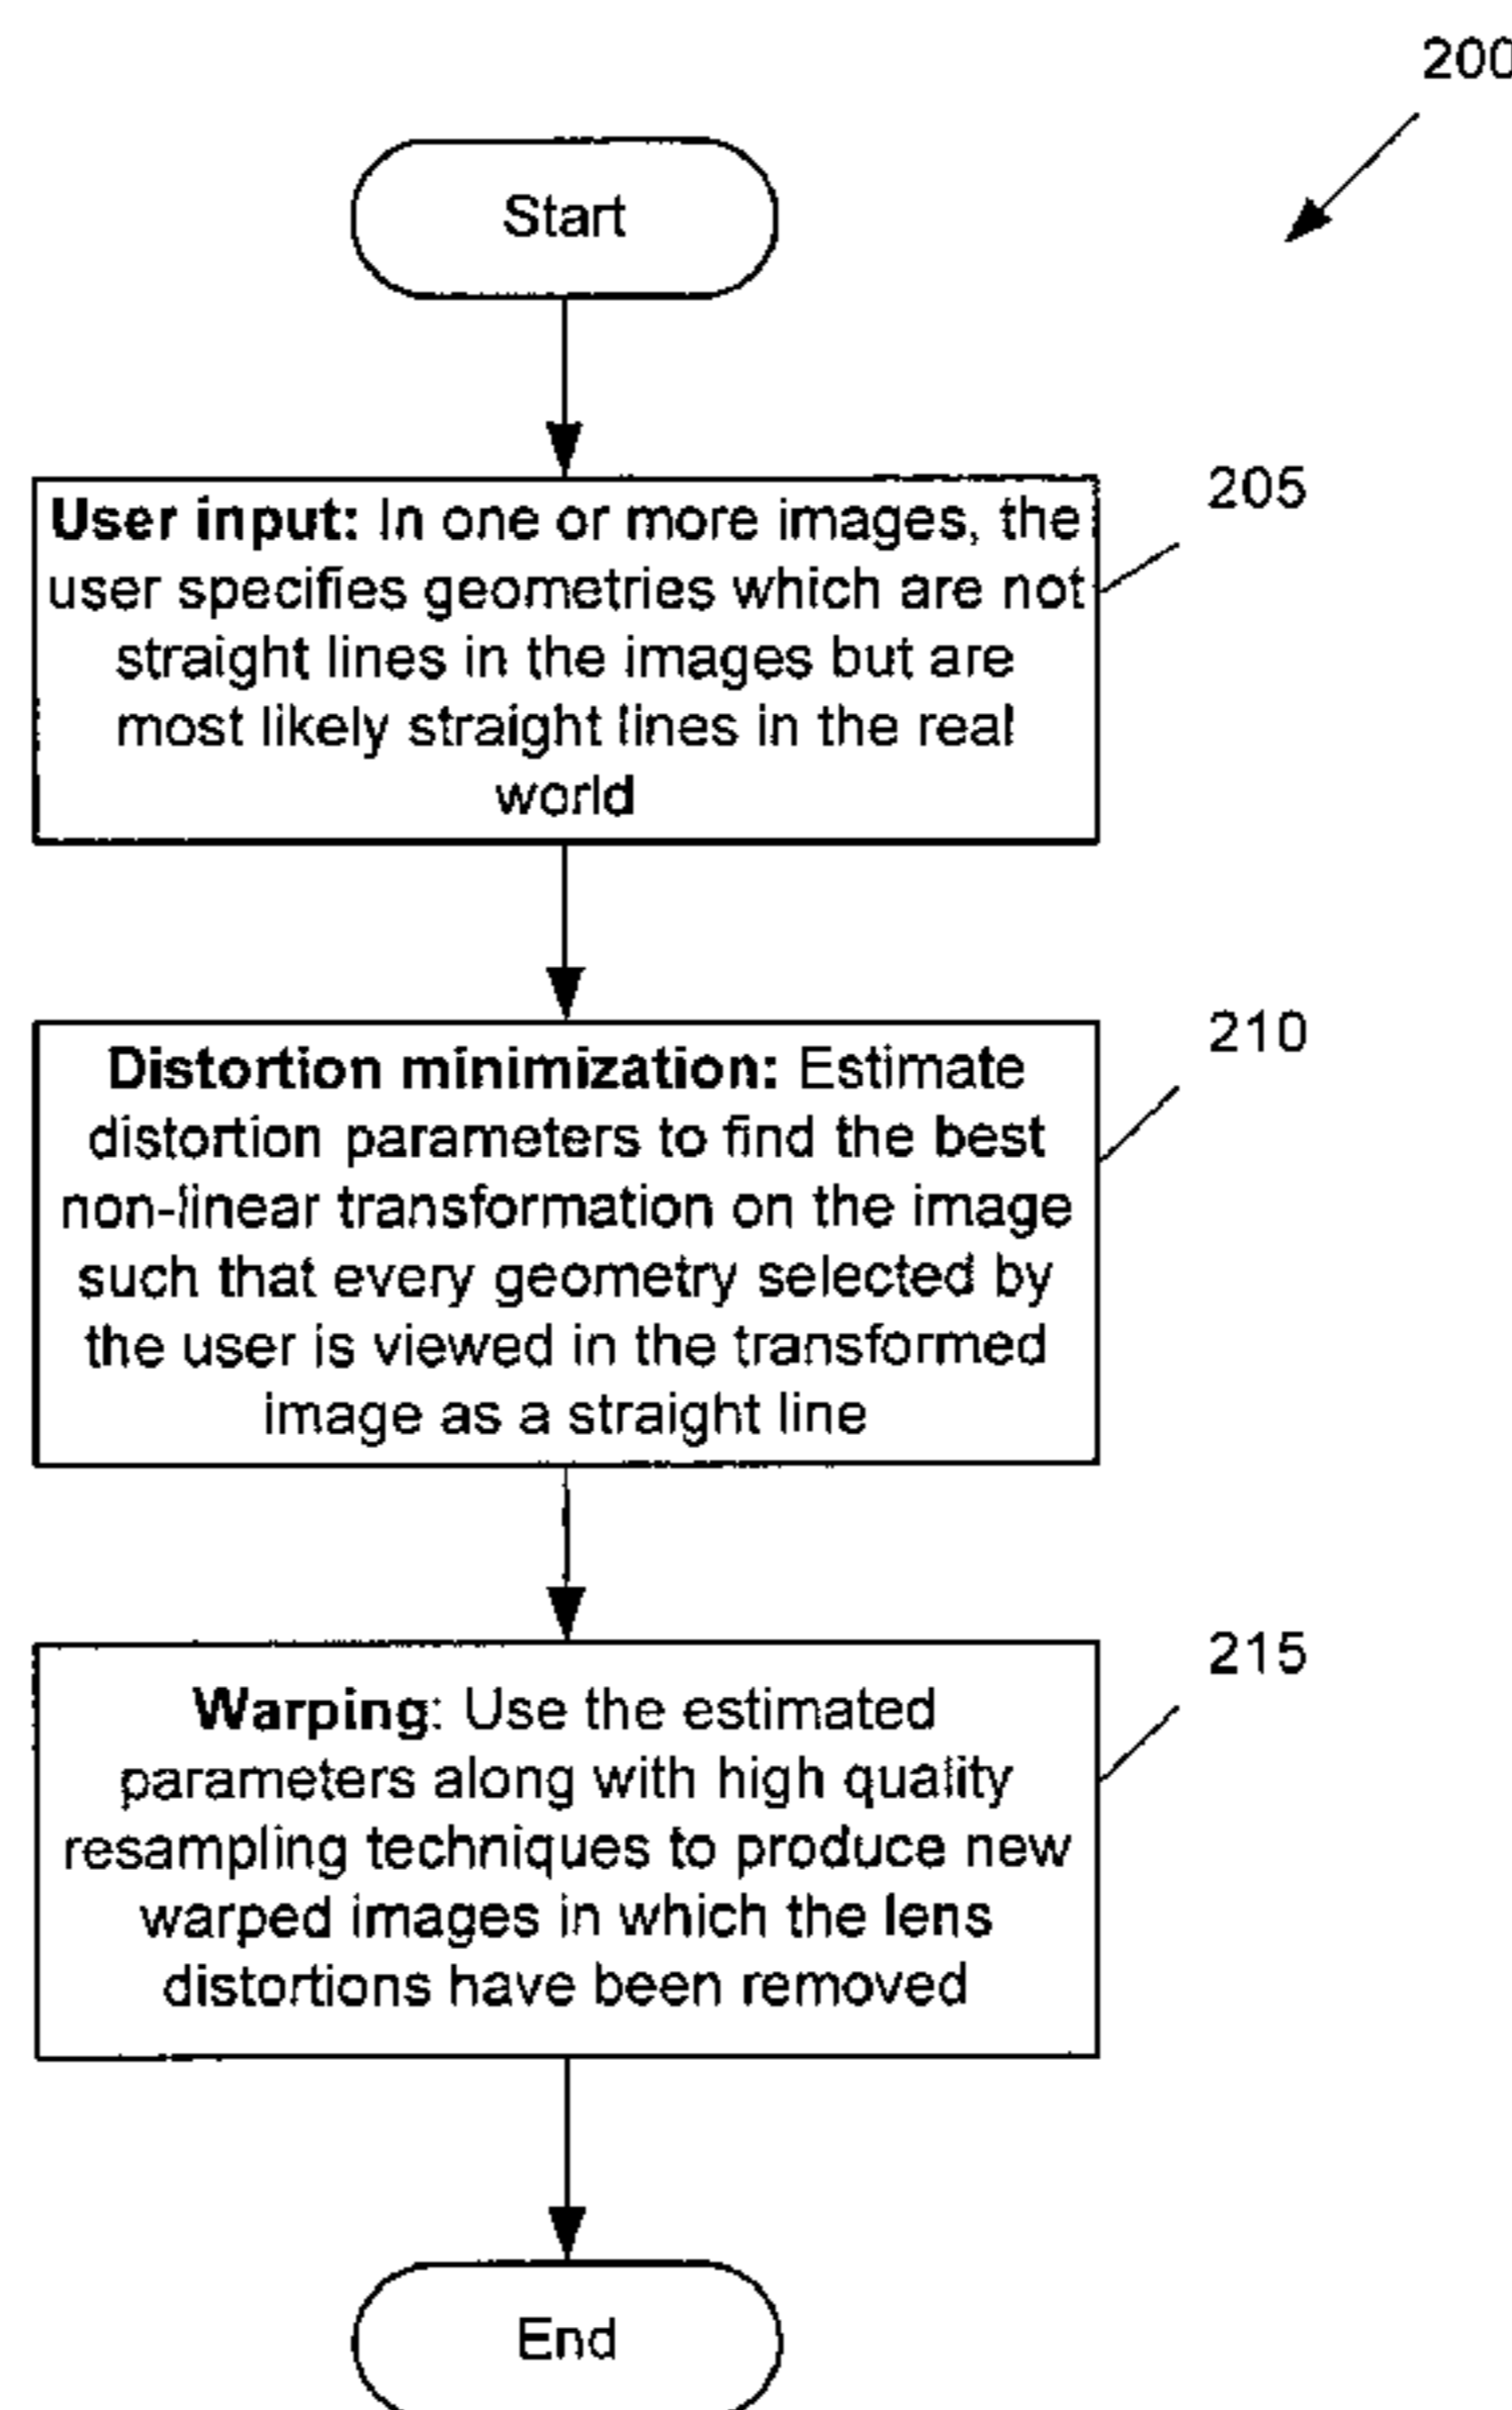 200
Start
205
User input: In one or more images, the
user specifies geometries which are not
straight lines in the images but are
most likely straight lines in the real
world
210
Distortion minimization: Estimate
distortion parameters to find the best
non-linear transformation on the image
such that every geometry selected by
the user is viewed in the transformed
image as a straight line
215
Warping: Use the estimated
parameters along with high quality
resampling techniques to produce new
warped images in which the lens
distortions have been removed
End